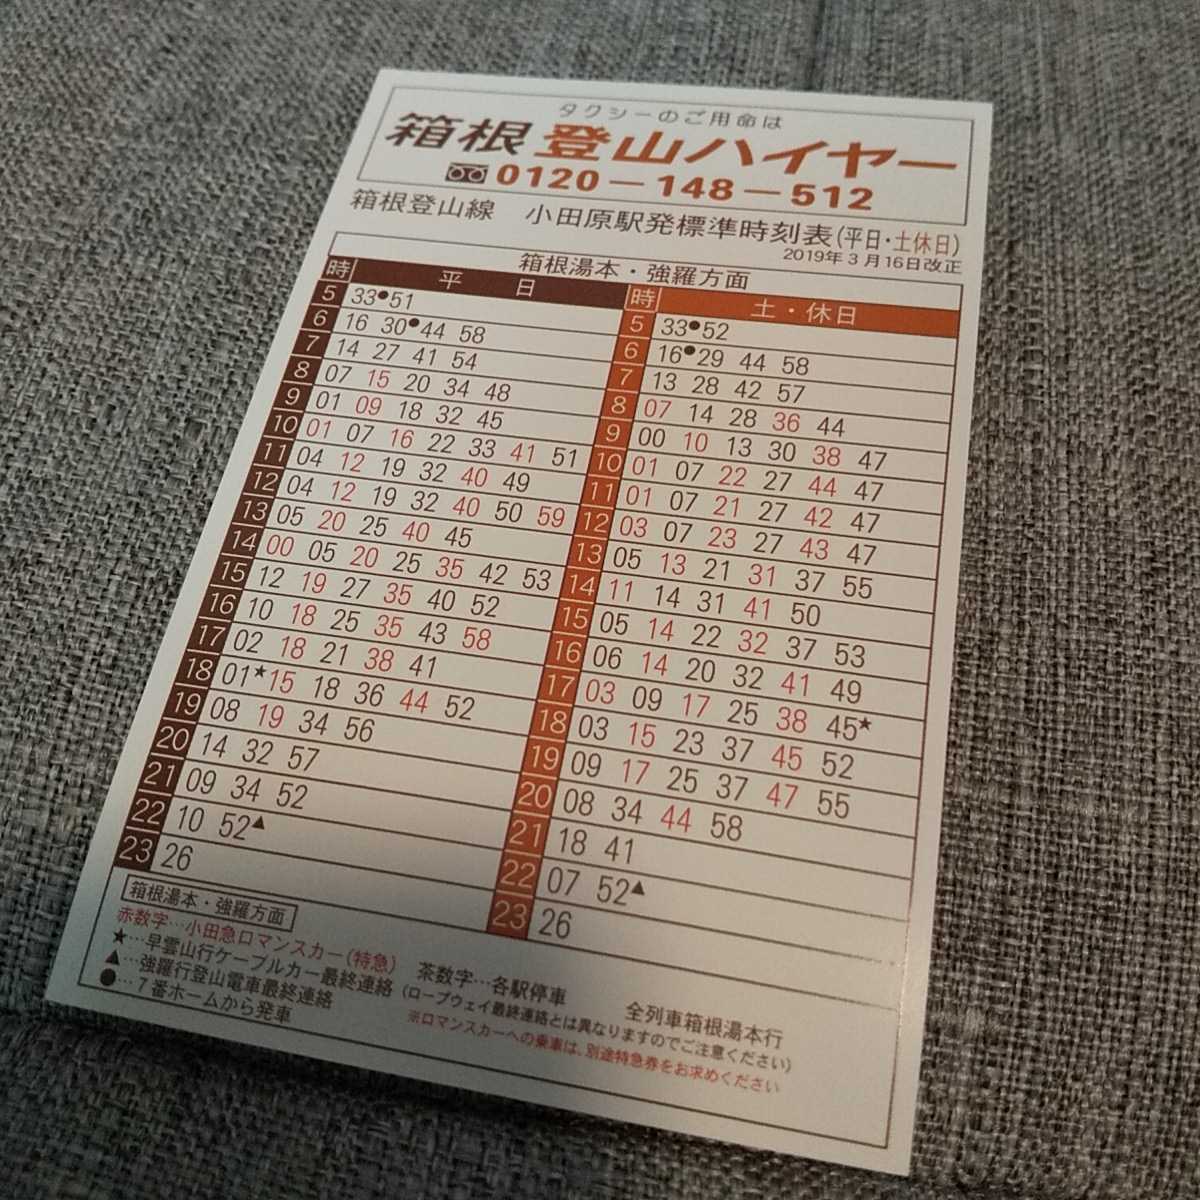 タクシーのご用命は
箱根 登山ハイヤー
0120－148－512
箱根登山線 小田原駅発標準時刻表(平日・土休日)
2019年3月16日改正
箱根湯本・強羅方面
時 平 日
5 33●51
6 16 30●44 58
7 14 27 41 54
8 07 15 20 34 48
9 01 09 18 32 45
10 01 07 16 22 33 41 51
11 04 12 19 32 40 49
12 04 12 19 32 40 50 59
13 05 20 25 40 45
14 00 05 20 25 35 42 53
15 12 19 27 35 40 52
16 10 18 25 35 43 58
17 02 18 21 38 41
18 01★15 18 36 44 52
19 08 19 34 56
20 14 32 57
21 09 34 52
22 10 52▲
23 26
時 土・休日
5 33●52
6 16●29 44 58
7 13 28 42 57
8 07 14 28 36 44
9 00 10 13 30 38 47
10 01 07 22 27 44 47
11 01 07 21 27 42 47
12 03 07 23 27 43 47
13 05 13 21 31 37 55
14 11 14 31 41 50
15 05 14 22 32 37 53
16 06 14 20 32 41 49
17 03 09 17 25 38 45★
18 03 15 23 37 45 52
19 09 17 25 37 47 55
20 08 34 44 58
21 18 41
22 07 52▲
23 26
箱根湯本・強羅方面
赤数字…小田急ロマンスカー(特急) 茶数字…各駅停車 全列車箱根湯本行
★…早雲山行ケーブルカー最終連絡 (ロープウェイ最終連絡とは異なりますのでご注意ください)
▲…強羅行登山電車最終連絡
●…7番ホームから発車 ※ロマンスカーへの乗車は、別途特急券をお求めください